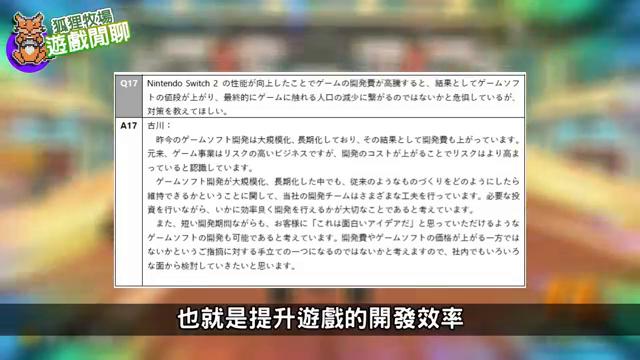 狐狸牧場
遊戲閒聊
Q17
Nintendo Switch 2 の性能が向上したことでゲームの開発費が高騰すると、結果としてゲームソフ
トの値段が上がり、最終的にゲームに触れる人口の減少に繋がるのではないかと危惧しているが、
対策を教えてほしい。
A17
古川：
昨今のゲームソフト開発は大規模化、長期化しており、その結果として開発費も上がっています。
元来、ゲーム事業はリスクの高いビジネスですが、開発のコストが上がることでリスクはより高ま
っていると認識しています。
ゲームソフト開発が大規模化、長期化した中でも、従来のようなものづくりをどのようにしたら
維持できるかということに関して、当社の開発チームはさまざまな工夫を行っています。必要な投
資を行いながら、いかに効率良く開発を行えるかが大切なことであると考えています。
また、短い開発期間ながらも、お客様に「これは面白いアイデアだ」と思っていただけるような
ゲームソフトの開発も可能であると考えています。開発費やゲームソフトの価格が上がる一方では
ないかというご指摘に対する手立ての一つになるのではないかと考えますので、社内でもいろいろ
な面から検討していきたいと思います。
也就是提升遊戲的開發效率